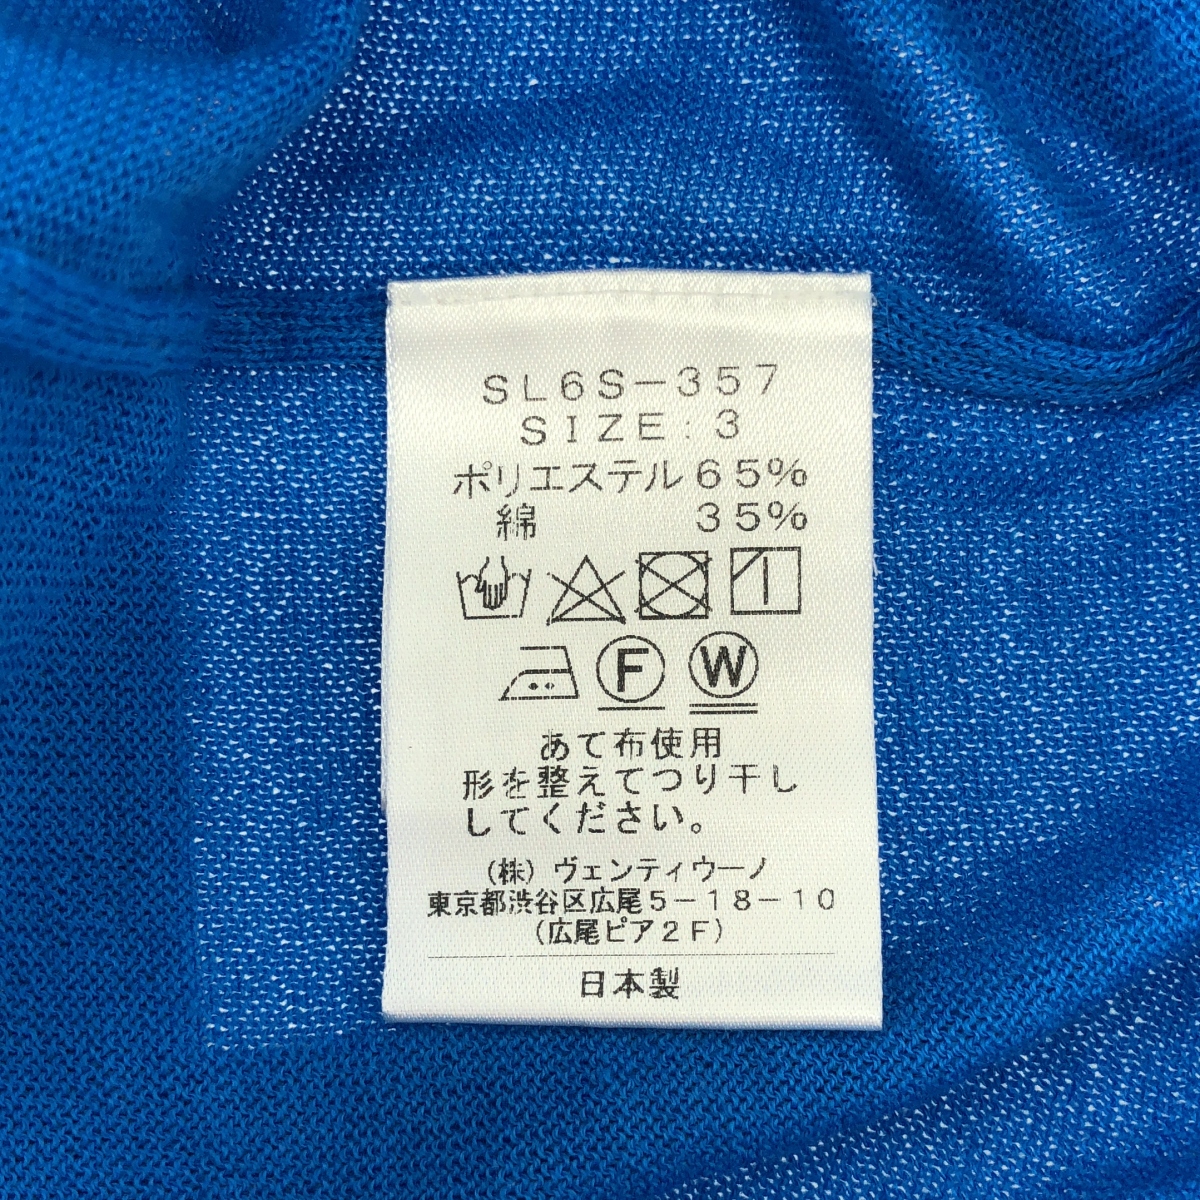 SL6S-357
SIZE:3
ポリエステル 65%
綿 35%
F W
あて布使用
形を整えてつり干し
してください。
(株)ヴェンティウーノ
東京都渋谷区広尾5-18-10
(広尾ピア2F)
日本製